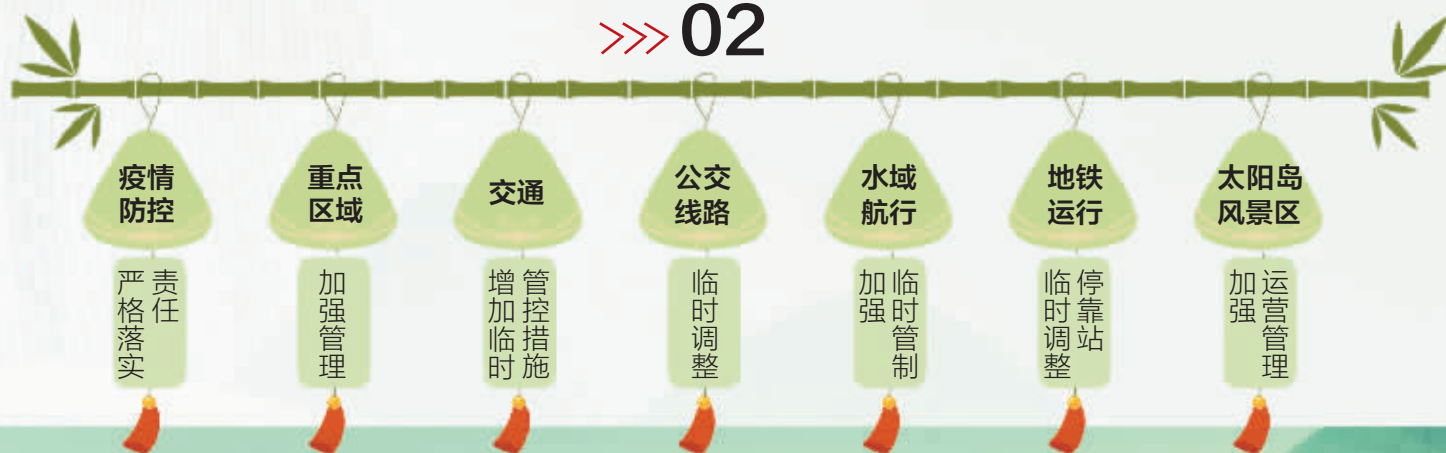 >>> 02
疫情
防控
严格落实
责任
重点
区域
加强管理
交通
增加临时
管控措施
公交
线路
临时调整
水域
航行
加强
临时管制
地铁
运行
临时调整
停靠站
太阳岛
风景区
加强
运营管理